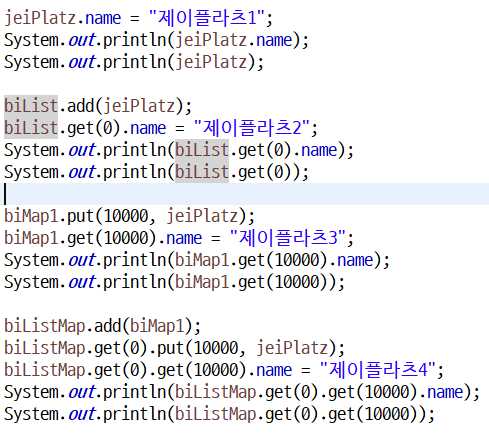 jeiPlatz.name = "제이플라츠1";
System.out.println(jeiPlatz.name);
System.out.println(jeiPlatz);
biList.add(jeiPlatz);
biList.get(0).name = "제이플라츠2";
System.out.println(biList.get(0).name);
System.out.println(biList.get(0));
biMap1.put(10000, jeiPlatz);
biMap1.get(10000).name = "제이플라츠3";
System.out.println(biMap1.get(10000).name);
System.out.println(biMap1.get(10000));
biListMap.add(biMap1);
biListMap.get(0).put(10000, jeiPlatz);
biListMap.get(0).get(10000).name = "제이플라츠4";
System.out.println(biListMap.get(0).get(10000).name);
System.out.println(biListMap.get(0).get(10000));